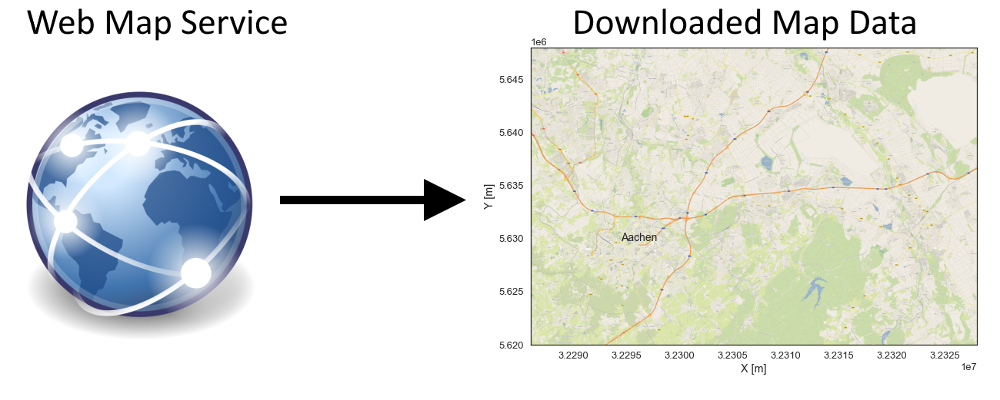 Web Map Service
Downloaded Map Data
1e6
5.645
5.640
5.635
5.630
5.625
5.620
Y [m]
Aachen
3.2290 3.2295 3.2300 3.2305 3.2310 3.2315 3.2320 3.2325
1e7
X [m]